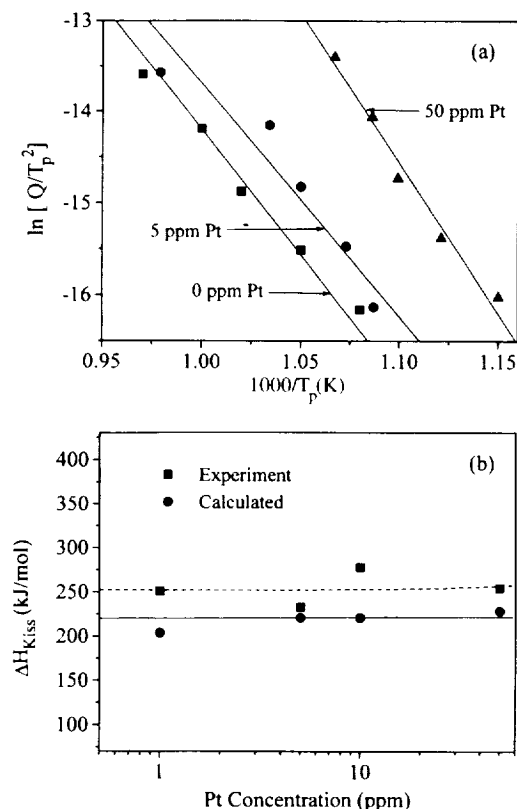 (a)
ln [ Q/T_p^2]
-13
-14
-15
-16
50 ppm Pt
5 ppm Pt
0 ppm Pt
0.95
1.00
1.05
1.10
1.15
1000/T_p(K)
(b)
Experiment
Calculated
ΔH_Kiss (kJ/mol)
400
350
300
250
200
150
100
1
10
Pt Concentration (ppm)